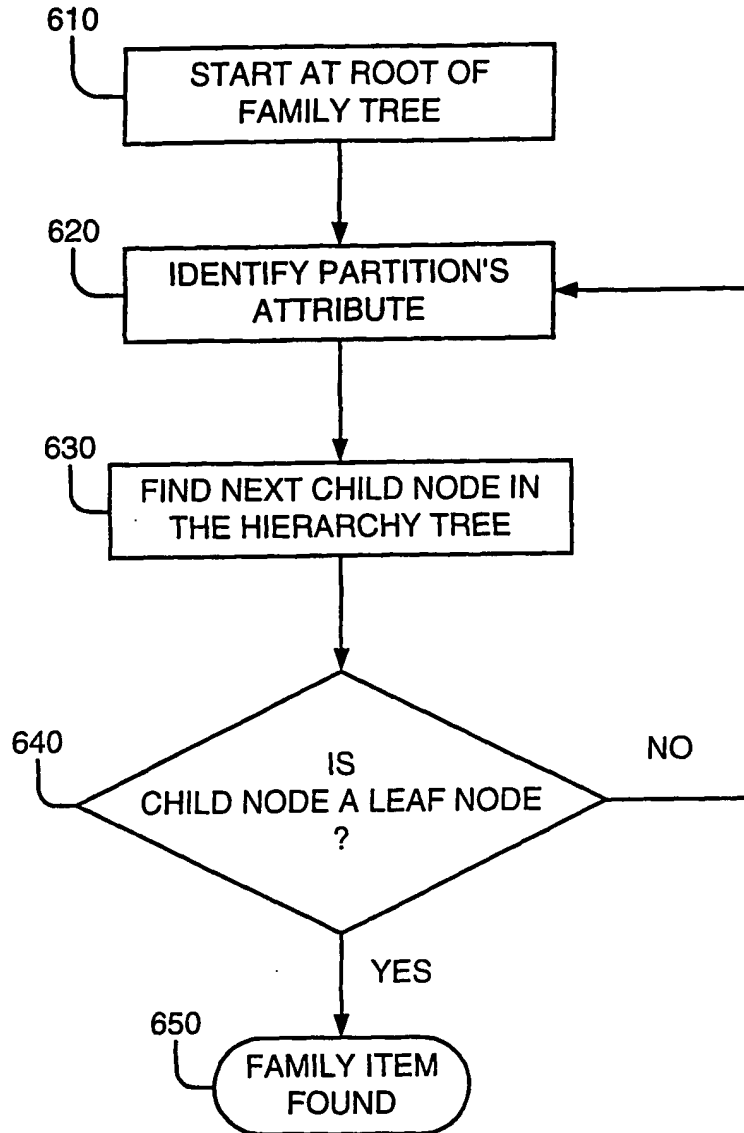 610
START AT ROOT OF
FAMILY TREE
620
IDENTIFY PARTITION'S
ATTRIBUTE
630
FIND NEXT CHILD NODE IN
THE HIERARCHY TREE
640
IS
CHILD NODE A LEAF NODE
?
NO
YES
650
FAMILY ITEM
FOUND